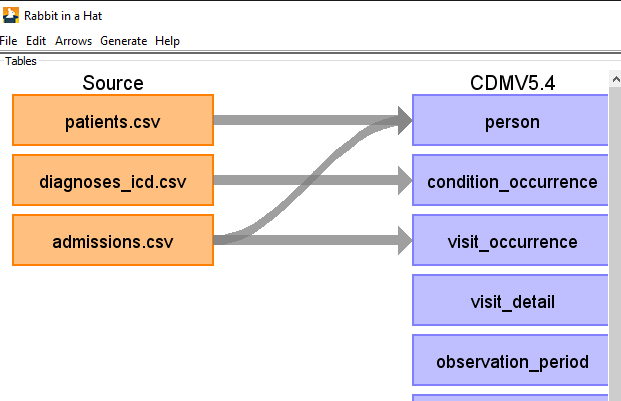 Rabbit in a Hat
File Edit Arrows Generate Help
Tables
Source CDMV5.4
patients.csv person
diagnoses_icd.csv condition_occurrence
admissions.csv visit_occurrence
visit_detail
observation_period